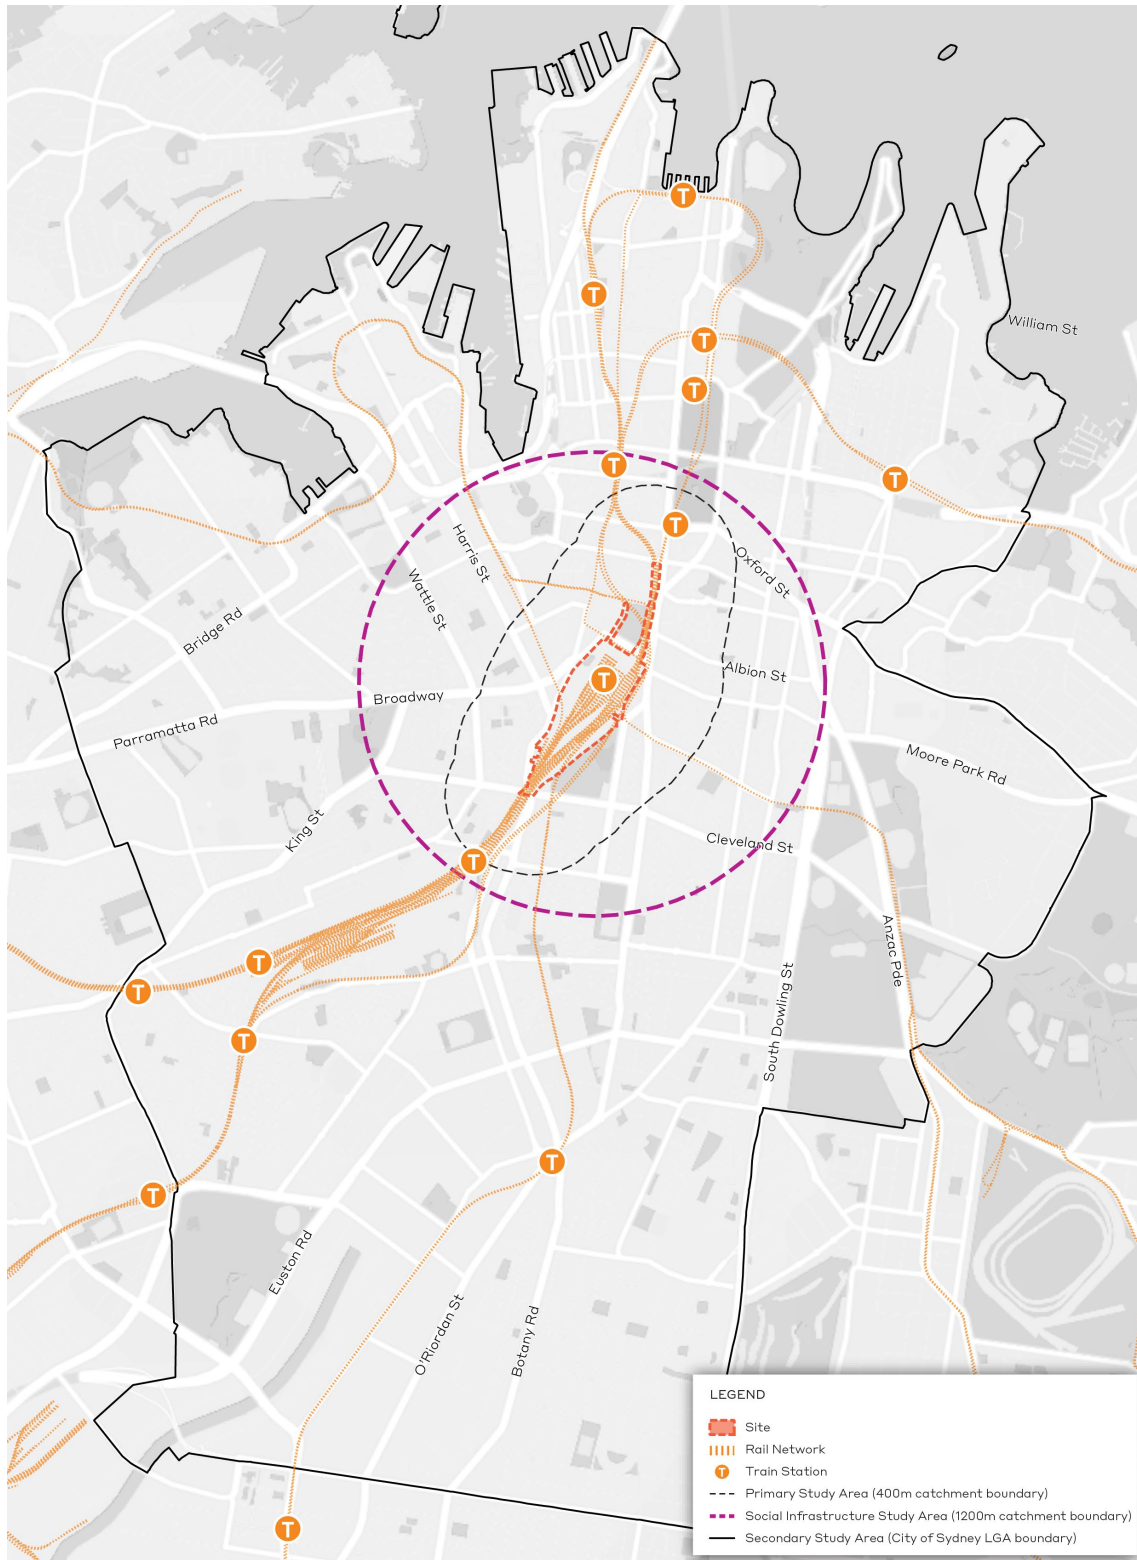 T
T
William St
T
T
T
T
T
Harris St
Oxford St
Wattle St
Bridge Rd
Albion St
T
Broadway
Parramatta Rd
Moore Park Rd
King St
Cleveland St
T
Anzac Pde
T
T
South Dowling St
T
T
T
Euston Rd
O'Riordan St
Botany Rd
T
LEGEND
Site
Rail Network
T Train Station
Primary Study Area (400m catchment boundary)
Social Infrastructure Study Area (1200m catchment boundary)
Secondary Study Area (City of Sydney LGA boundary)